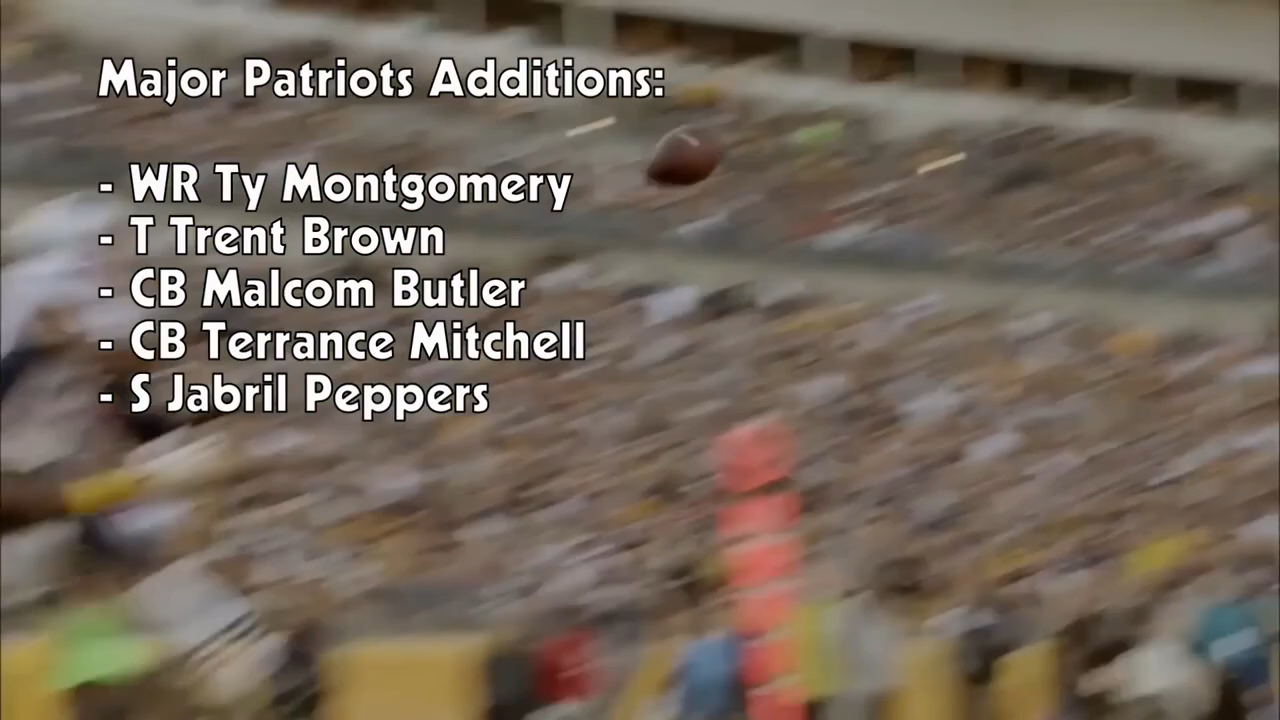 Major Patriots Additions:
- WR Ty Montgomery
- T Trent Brown
- CB Malcom Butler
- CB Terrance Mitchell
- S Jabril Peppers